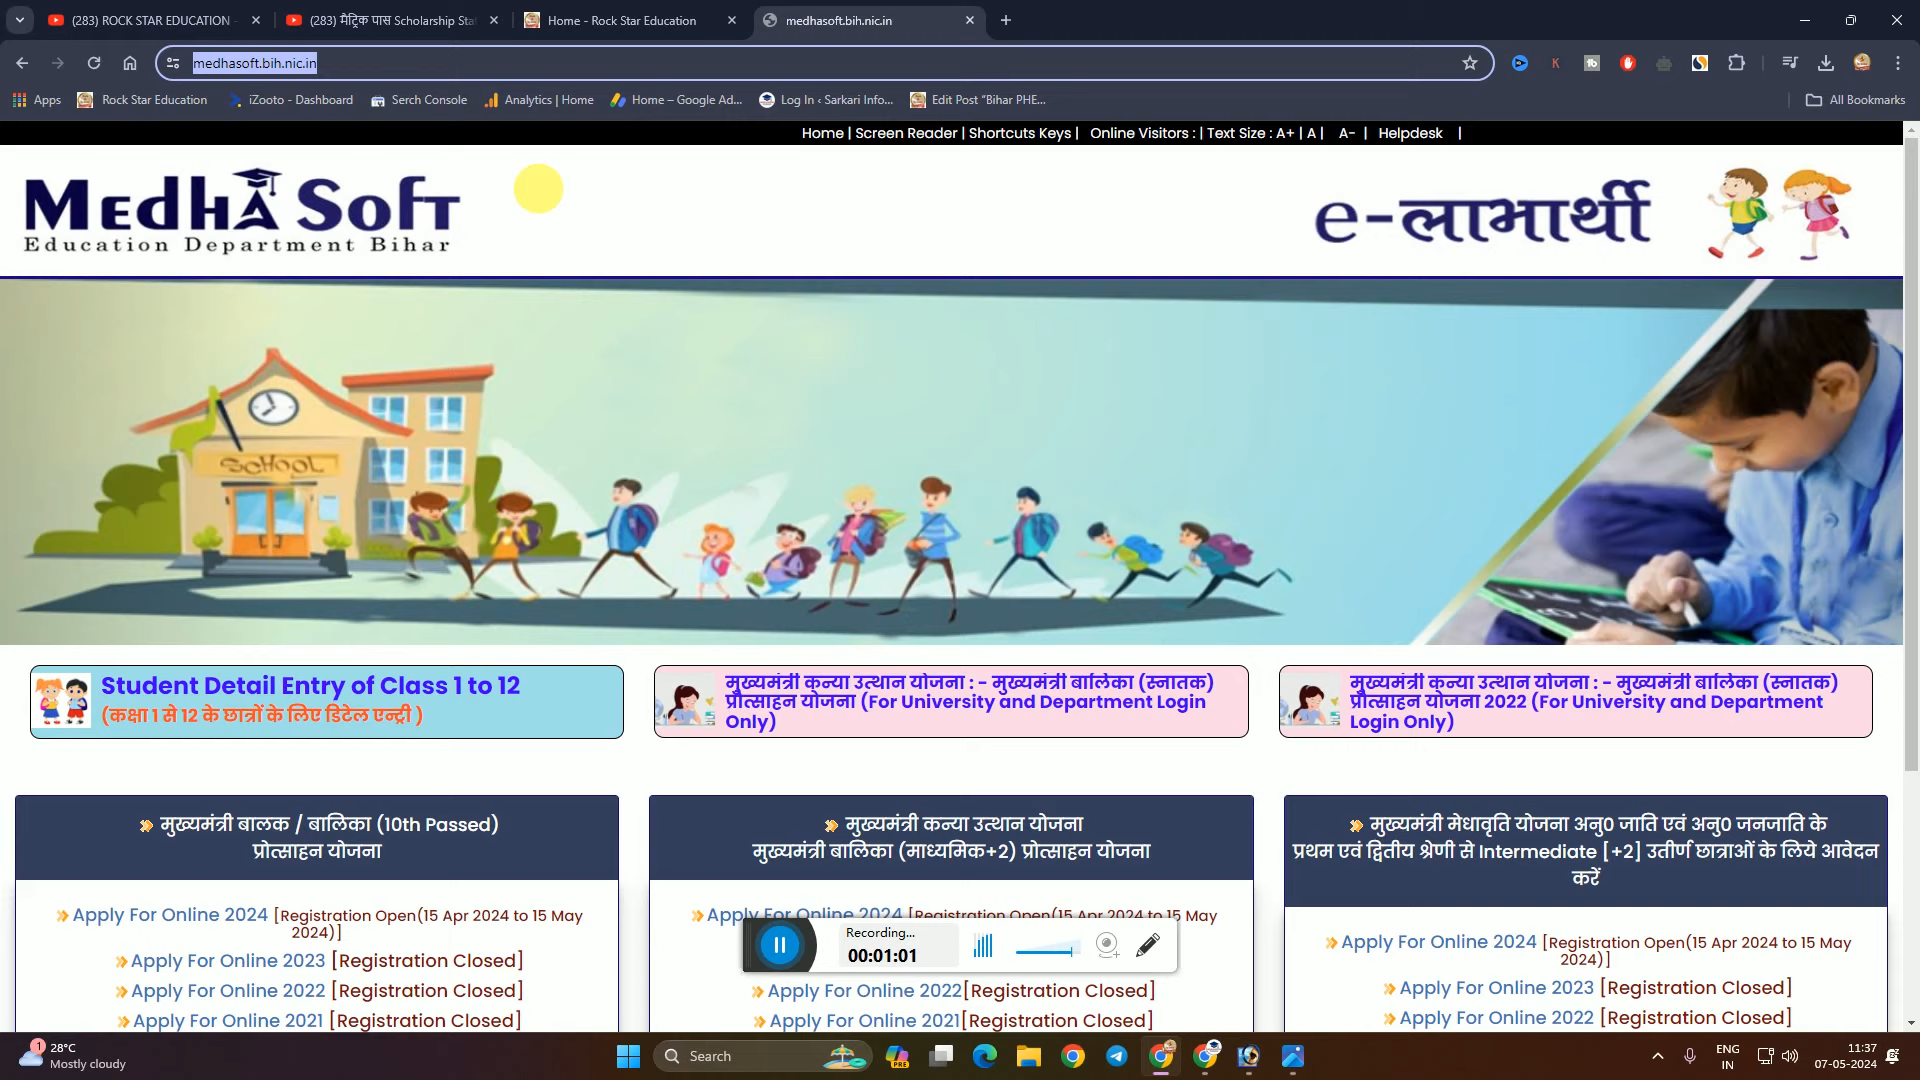 (283) ROCK STAR EDUCATION
(283) मैट्रिक पास Scholarship Sta
Home - Rock Star Education
medhasoft.bih.nic.in
medhasoft.bih.nic.in
Apps
Rock Star Education
iZooto - Dashboard
Serch Console
Analytics | Home
Home – Google Ad...
Log In ‹ Sarkari Info...
Edit Post “Bihar PHE...
All Bookmarks
Home | Screen Reader | Shortcuts Keys | Online Visitors : | Text Size : A+ | A | A- | Helpdesk |
MEDHA SOFT
Education Department Bihar
e-लाभार्थी
SCHOOL
Student Detail Entry of Class 1 to 12
(कक्षा 1 से 12 के छात्रों के लिए डिटेल एन्ट्री )
मुख्यमंत्री कन्या उत्थान योजना : - मुख्यमंत्री बालिका (स्नातक)
प्रोत्साहन योजना (For University and Department Login
Only)
मुख्यमंत्री कन्या उत्थान योजना : - मुख्यमंत्री बालिका (स्नातक)
प्रोत्साहन योजना 2022 (For University and Department
Login Only)
मुख्यमंत्री बालक / बालिका (10th Passed)
प्रोत्साहन योजना
Apply For Online 2024 [Registration Open(15 Apr 2024 to 15 May
2024)]
Apply For Online 2023 [Registration Closed]
Apply For Online 2022 [Registration Closed]
Apply For Online 2021 [Registration Closed]
मुख्यमंत्री कन्या उत्थान योजना
मुख्यमंत्री बालिका (माध्यमिक+2) प्रोत्साहन योजना
Apply For Online 2024 [Registration Open(15 Apr 2024 to 15 May
Apply For Online 2022[Registration Closed]
Apply For Online 2021[Registration Closed]
मुख्यमंत्री मेधावृति योजना अनु0 जाति एवं अनु0 जनजाति के
प्रथम एवं द्वितीय श्रेणी से Intermediate [+2] उतीर्ण छात्राओं के लिये आवेदन
करें
Apply For Online 2024 [Registration Open(15 Apr 2024 to 15 May
2024)]
Apply For Online 2023 [Registration Closed]
Apply For Online 2022 [Registration Closed]
Recording...
00:01:01
1
28°C
Mostly cloudy
Search
PRE
ENG
IN
11:37
07-05-2024